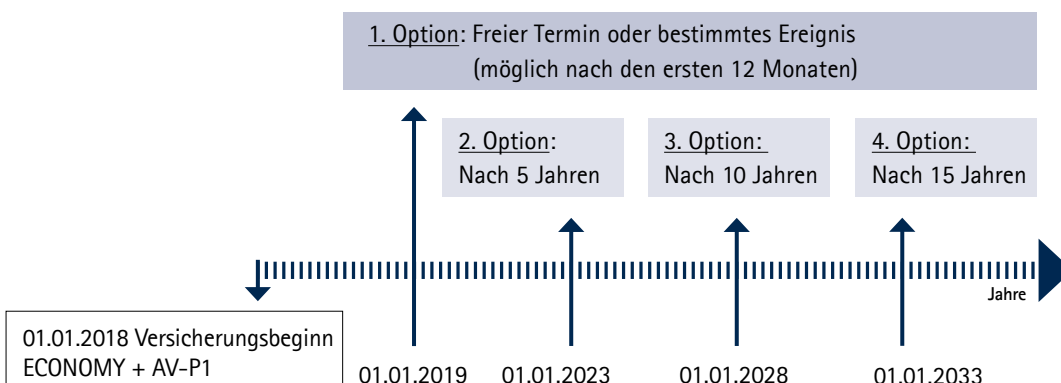 1. Option: Freier Termin oder bestimmtes Ereignis
(möglich nach den ersten 12 Monaten)
2. Option:
Nach 5 Jahren
3. Option:
Nach 10 Jahren
4. Option:
Nach 15 Jahren
Jahre
01.01.2018 Versicherungsbeginn
ECONOMY + AV-P1
01.01.2019
01.01.2023
01.01.2028
01.01.2033